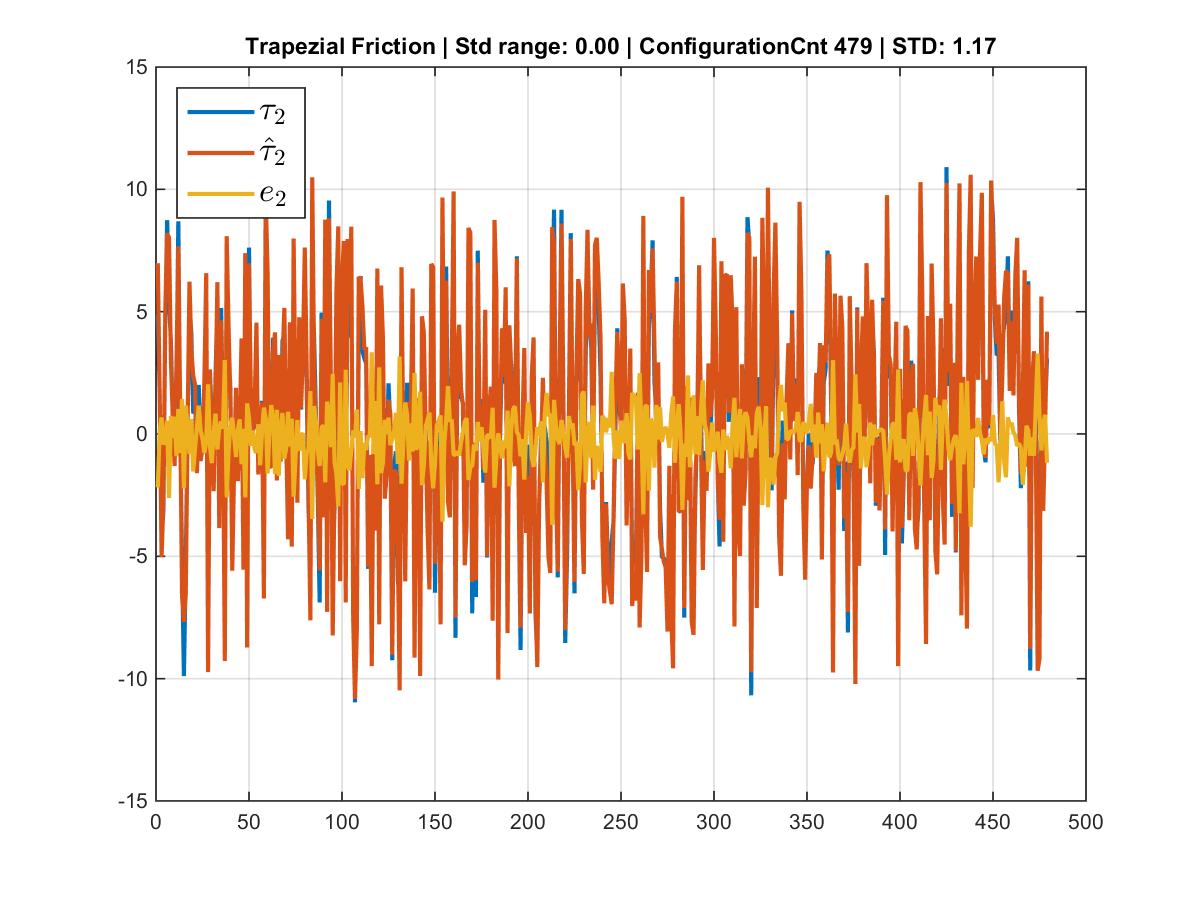 Trapezial Friction | Std range: 0.00 | ConfigurationCnt 479 | STD: 1.17
15
τ₂
τ̂₂
e₂
10
5
0
-5
-10
-15
0 50 100 150 200 250 300 350 400 450 500